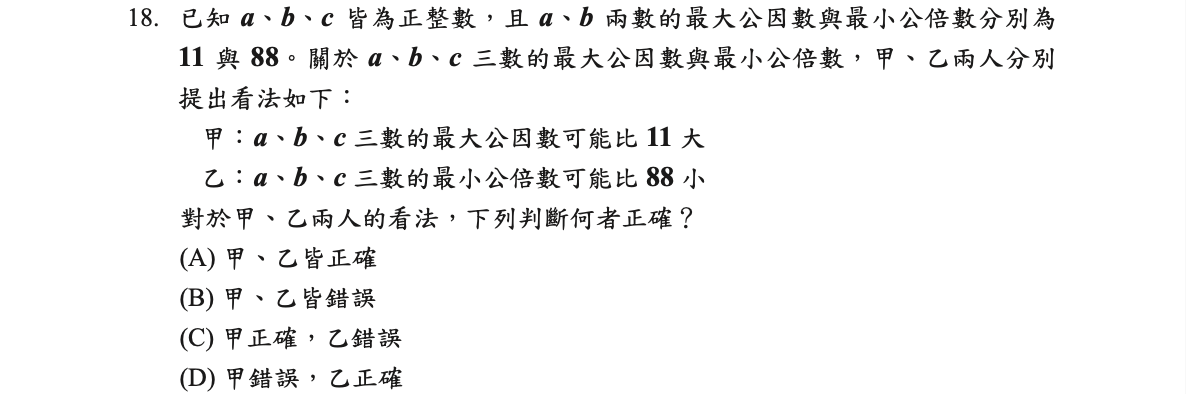 18. 已知 a、b、c 皆為正整數，且 a、b 兩數的最大公因數與最小公倍數分別為
11 與 88。關於 a、b、c 三數的最大公因數與最小公倍數，甲、乙兩人分別
提出看法如下：
甲：a、b、c 三數的最大公因數可能比 11 大
乙：a、b、c 三數的最小公倍數可能比 88 小
對於甲、乙兩人的看法，下列判斷何者正確？
(A) 甲、乙皆正確
(B) 甲、乙皆錯誤
(C) 甲正確，乙錯誤
(D) 甲錯誤，乙正確